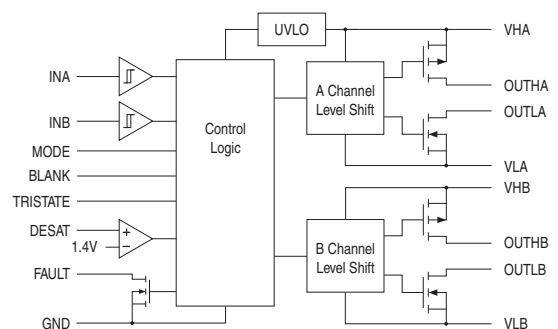 UVLO
VHA
INA
OUTHA
A Channel
Level Shift
OUTLA
INB
Control
Logic
MODE
VLA
BLANK
VHB
TRISTATE
DESAT
+
1.4V
−
B Channel
Level Shift
OUTHB
FAULT
OUTLB
GND
VLB